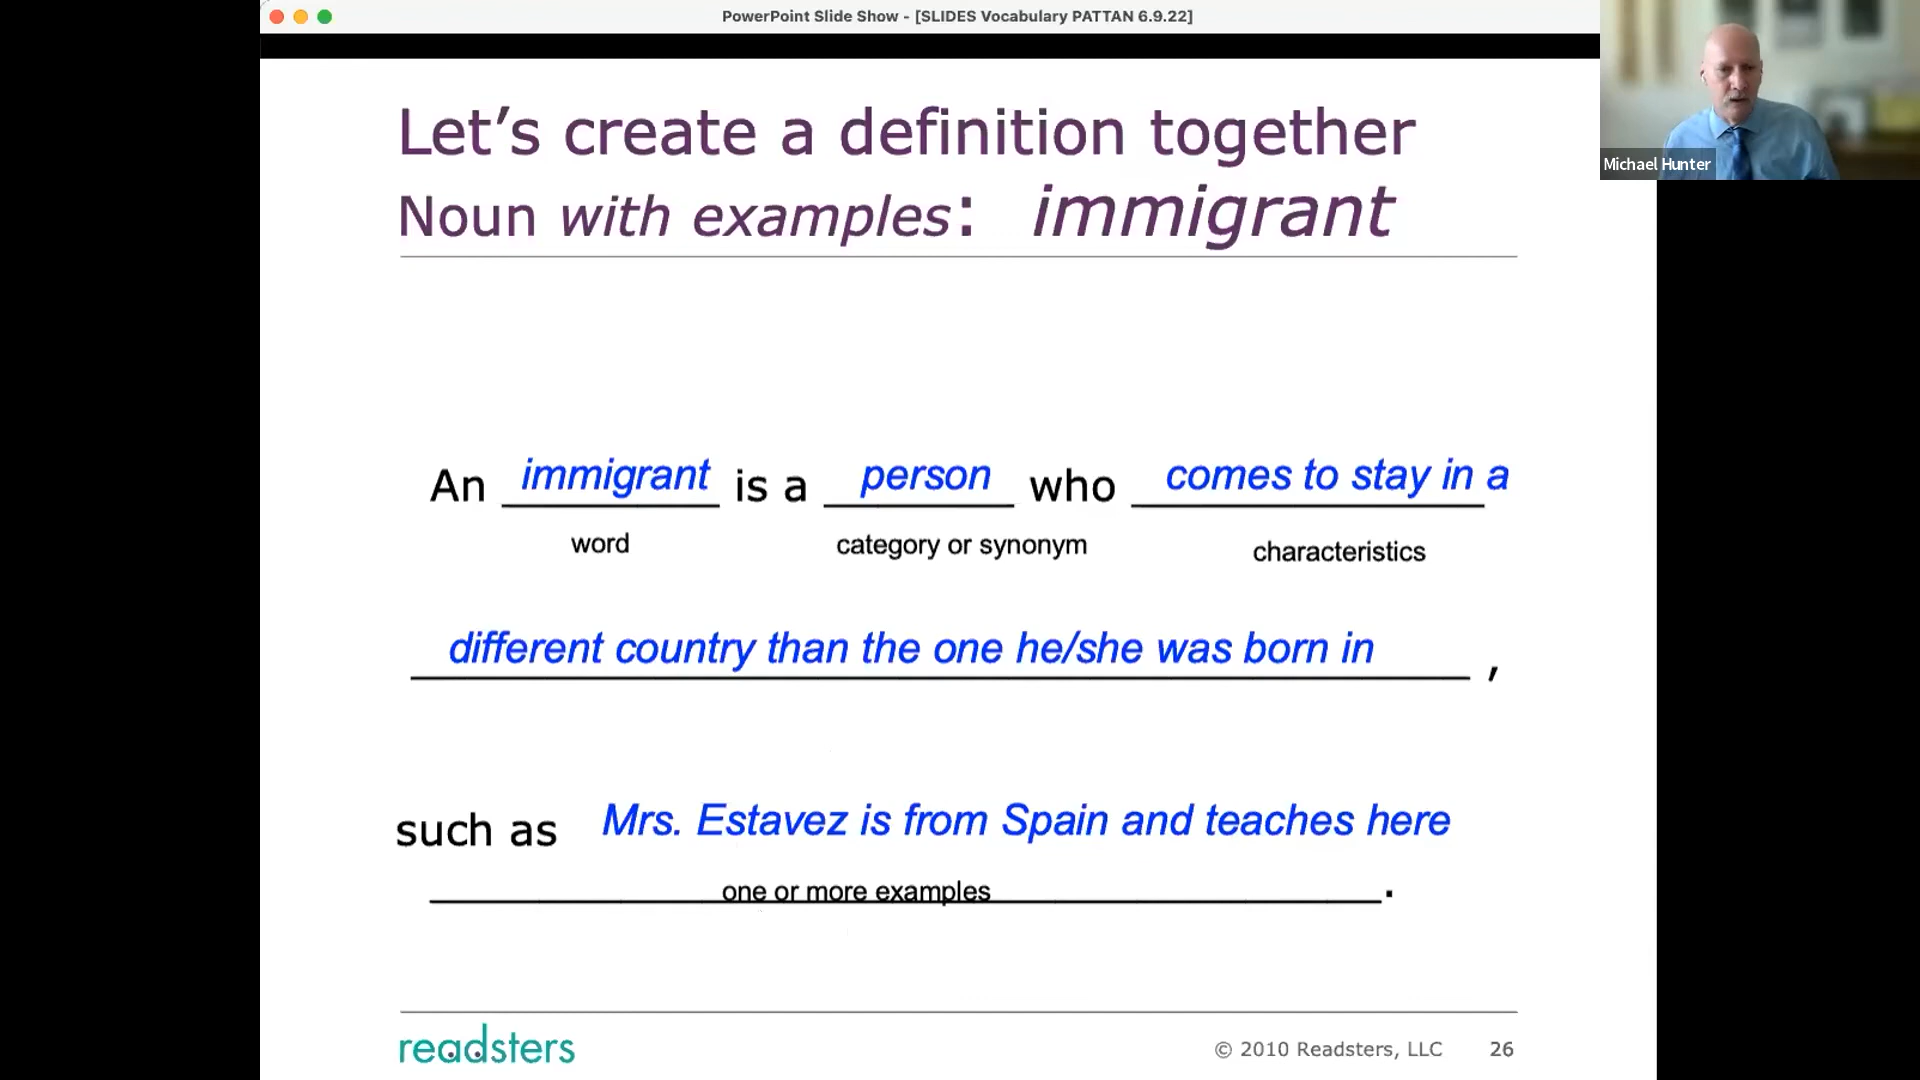 PowerPoint Slide Show - [SLIDES Vocabulary PATTAN 6.9.22]
Michael Hunter
Let’s create a definition together
Noun with examples: immigrant
An immigrant is a person who comes to stay in a
word category or synonym characteristics
different country than the one he/she was born in ,
such as Mrs. Estavez is from Spain and teaches here
one or more examples .
readsters © 2010 Readsters, LLC 26